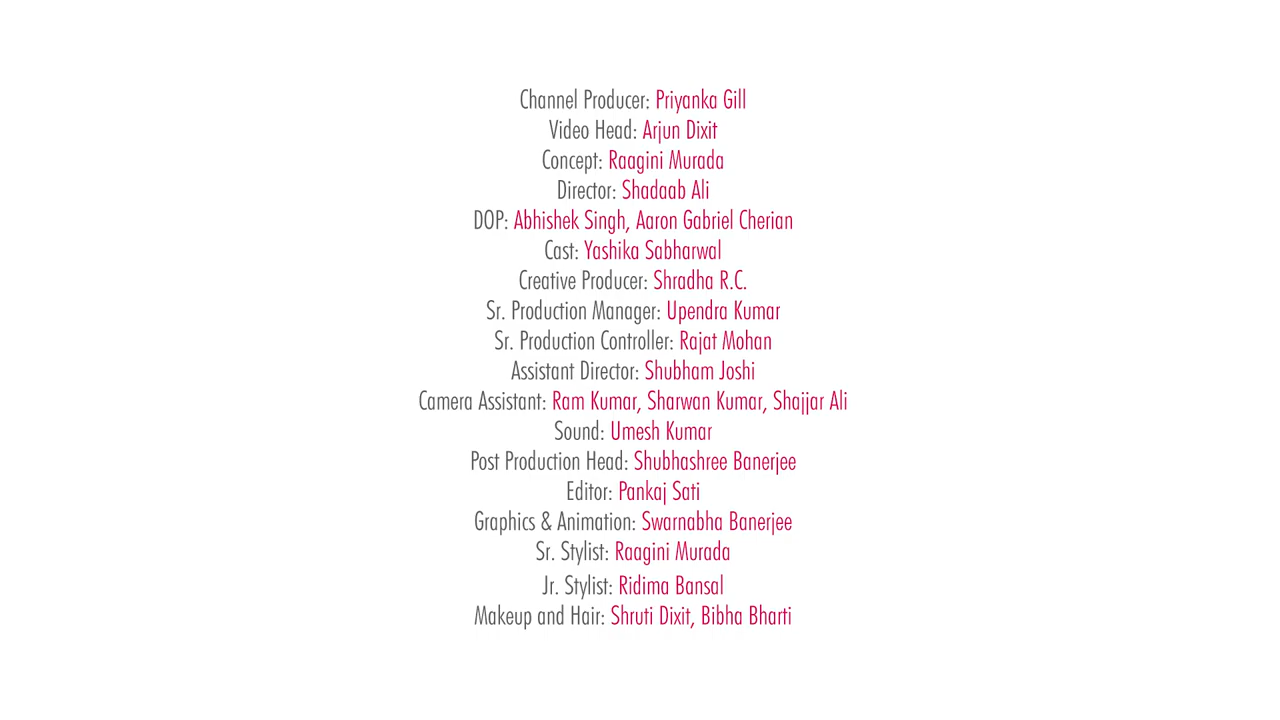 Channel Producer: Priyanka Gill
Video Head: Arjun Dixit
Concept: Raagini Murada
Director: Shadaab Ali
DOP: Abhishek Singh, Aaron Gabriel Cherian
Cast: Yashika Sabharwal
Creative Producer: Shradha R.C.
Sr. Production Manager: Upendra Kumar
Sr. Production Controller: Rajat Mohan
Assistant Director: Shubham Joshi
Camera Assistant: Ram Kumar, Sharwan Kumar, Shajjar Ali
Sound: Umesh Kumar
Post Production Head: Shubhashree Banerjee
Editor: Pankaj Sati
Graphics & Animation: Swarnabha Banerjee
Sr. Stylist: Raagini Murada
Jr. Stylist: Ridima Bansal
Makeup and Hair: Shruti Dixit, Bibha Bharti